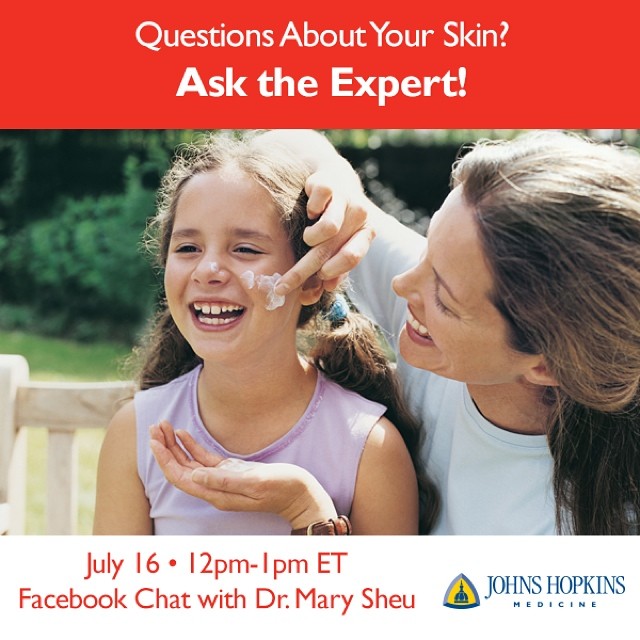 Questions About Your Skin?
Ask the Expert!
July 16 • 12pm-1pm ET
Facebook Chat with Dr. Mary Sheu
JOHNS HOPKINS
MEDICINE